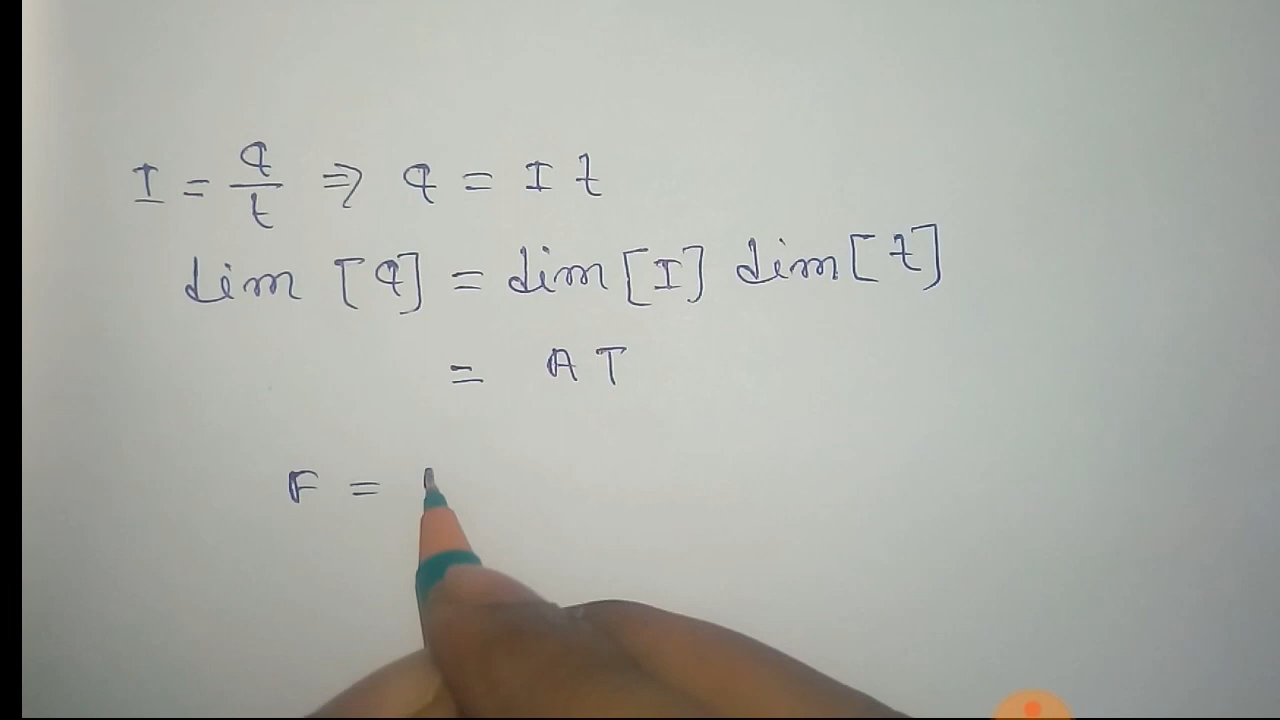 I = q/t ⇒ q = I t
dim [q] = dim [I] dim [t]
= A T
F =